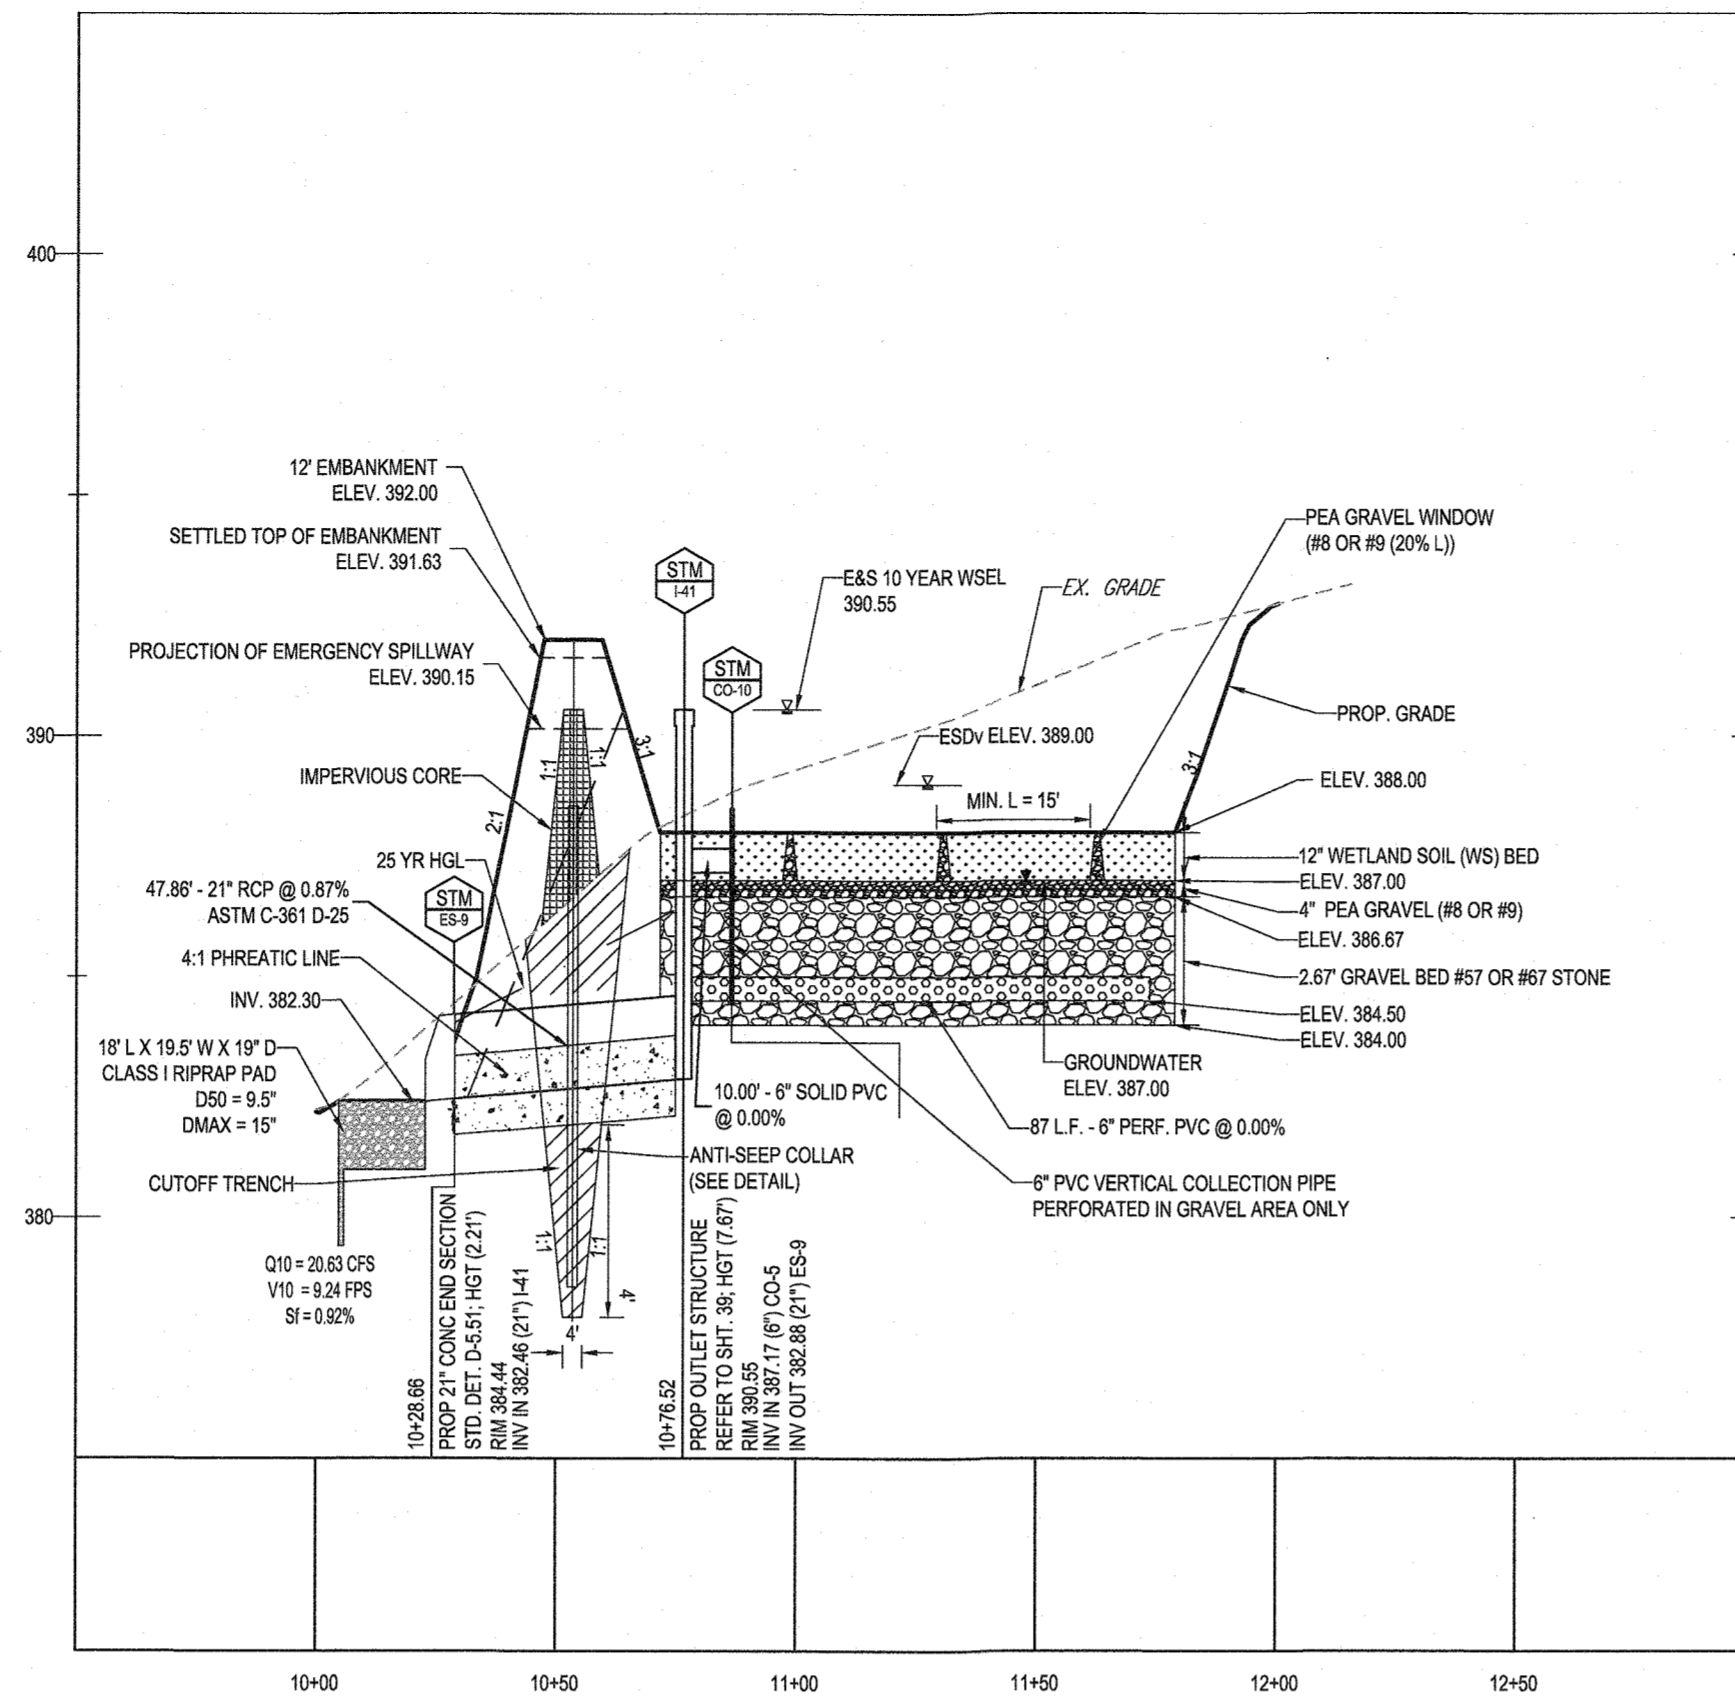 400
390
380
12' EMBANKMENT
ELEV. 392.00
SETTLED TOP OF EMBANKMENT
ELEV. 391.63
PROJECTION OF EMERGENCY SPILLWAY
ELEV. 390.15
IMPERVIOUS CORE
25 YR HGL
47.86' - 21" RCP @ 0.87%
ASTM C-361 D-25
4:1 PHREATIC LINE
INV. 382.30
18' L X 19.5' W X 19" D
CLASS I RIPRAP PAD
D50 = 9.5"
DMAX = 15"
CUTOFF TRENCH
Q10 = 20.63 CFS
V10 = 9.24 FPS
Sf = 0.92%
STM
ES-9
STM
I-41
STM
CO-10
2:1
1:1
1:1
3:1
1:1
1:1
4'
4'
E&S 10 YEAR WSEL
390.55
EX. GRADE
ESDv ELEV. 389.00
MIN. L = 15'
PEA GRAVEL WINDOW
(#8 OR #9 (20% L))
PROP. GRADE
3:1
ELEV. 388.00
12" WETLAND SOIL (WS) BED
ELEV. 387.00
4" PEA GRAVEL (#8 OR #9)
ELEV. 386.67
2.67' GRAVEL BED #57 OR #67 STONE
ELEV. 384.50
ELEV. 384.00
GROUNDWATER
ELEV. 387.00
10.00' - 6" SOLID PVC
@ 0.00%
87 L.F. - 6" PERF. PVC @ 0.00%
ANTI-SEEP COLLAR
(SEE DETAIL)
6" PVC VERTICAL COLLECTION PIPE
PERFORATED IN GRAVEL AREA ONLY
10+28.66
PROP 21" CONC END SECTION
STD. DET. D-5.51; HGT (2.21')
RIM 384.44
INV IN 382.46 (21") I-41
10+76.52
PROP OUTLET STRUCTURE
REFER TO SHT. 39; HGT (7.67')
RIM 390.55
INV IN 387.17 (6") CO-5
INV OUT 382.88 (21") ES-9
10+00
10+50
11+00
11+50
12+00
12+50